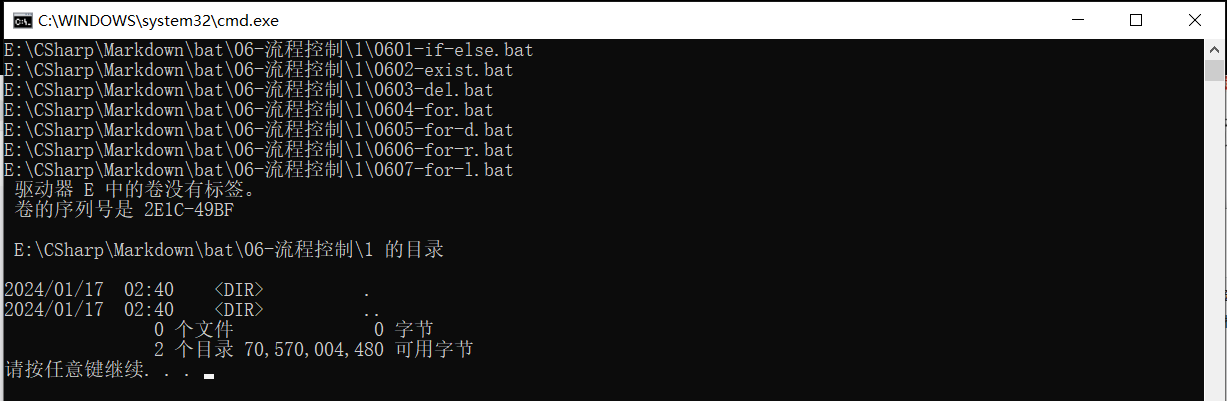 C:\WINDOWS\system32\cmd.exe
E:\CSharp\Markdown\bat\06-流程控制\1\0601-if-else.bat
E:\CSharp\Markdown\bat\06-流程控制\1\0602-exist.bat
E:\CSharp\Markdown\bat\06-流程控制\1\0603-del.bat
E:\CSharp\Markdown\bat\06-流程控制\1\0604-for.bat
E:\CSharp\Markdown\bat\06-流程控制\1\0605-for-d.bat
E:\CSharp\Markdown\bat\06-流程控制\1\0606-for-r.bat
E:\CSharp\Markdown\bat\06-流程控制\1\0607-for-l.bat
驱动器 E 中的卷没有标签。
卷的序列号是 2E1C-49BF
E:\CSharp\Markdown\bat\06-流程控制\1 的目录
2024/01/17  02:40    <DIR>          .
2024/01/17  02:40    <DIR>          ..
0 个文件              0 字节
2 个目录 70,570,004,480 可用字节
请按任意键继续. . .